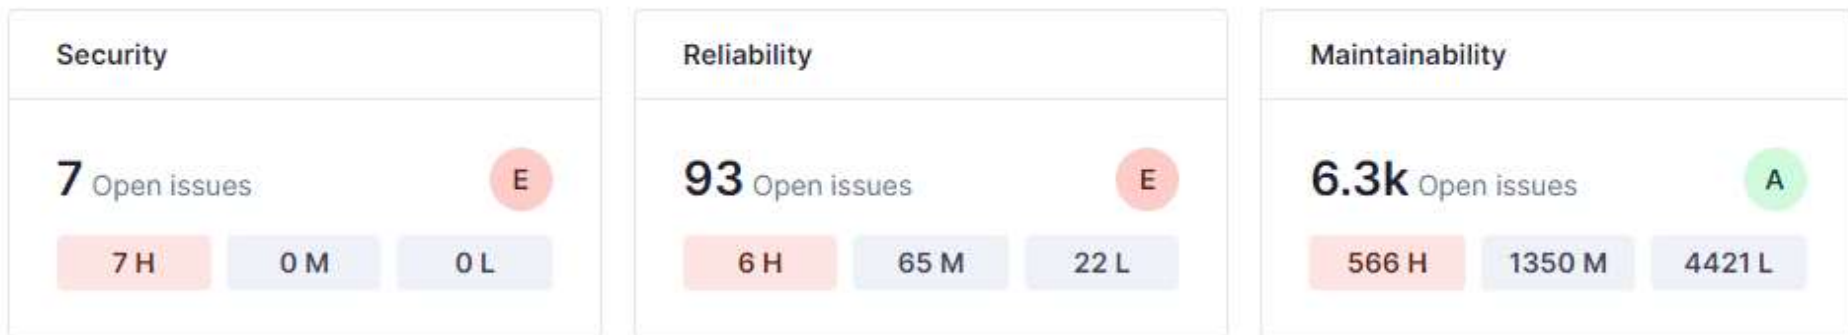 Security
7 Open issues E
7 H 0 M 0 L
Reliability
93 Open issues E
6 H 65 M 22 L
Maintainability
6.3k Open issues A
566 H 1350 M 4421 L